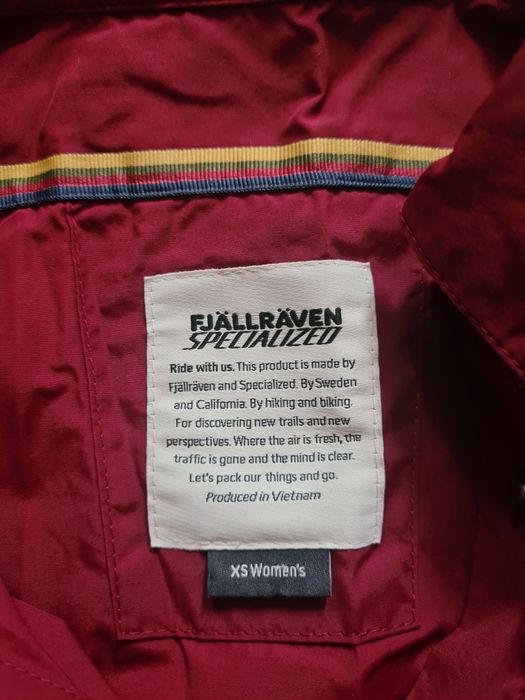 FJÄLLRÄVEN
SPECIALIZED
Ride with us. This product is made by
Fjällräven and Specialized. By Sweden
and California. By hiking and biking.
For discovering new trails and new
perspectives. Where the air is fresh, the
traffic is gone and the mind is clear.
Let's pack our things and go.
Produced in Vietnam
XS Women's